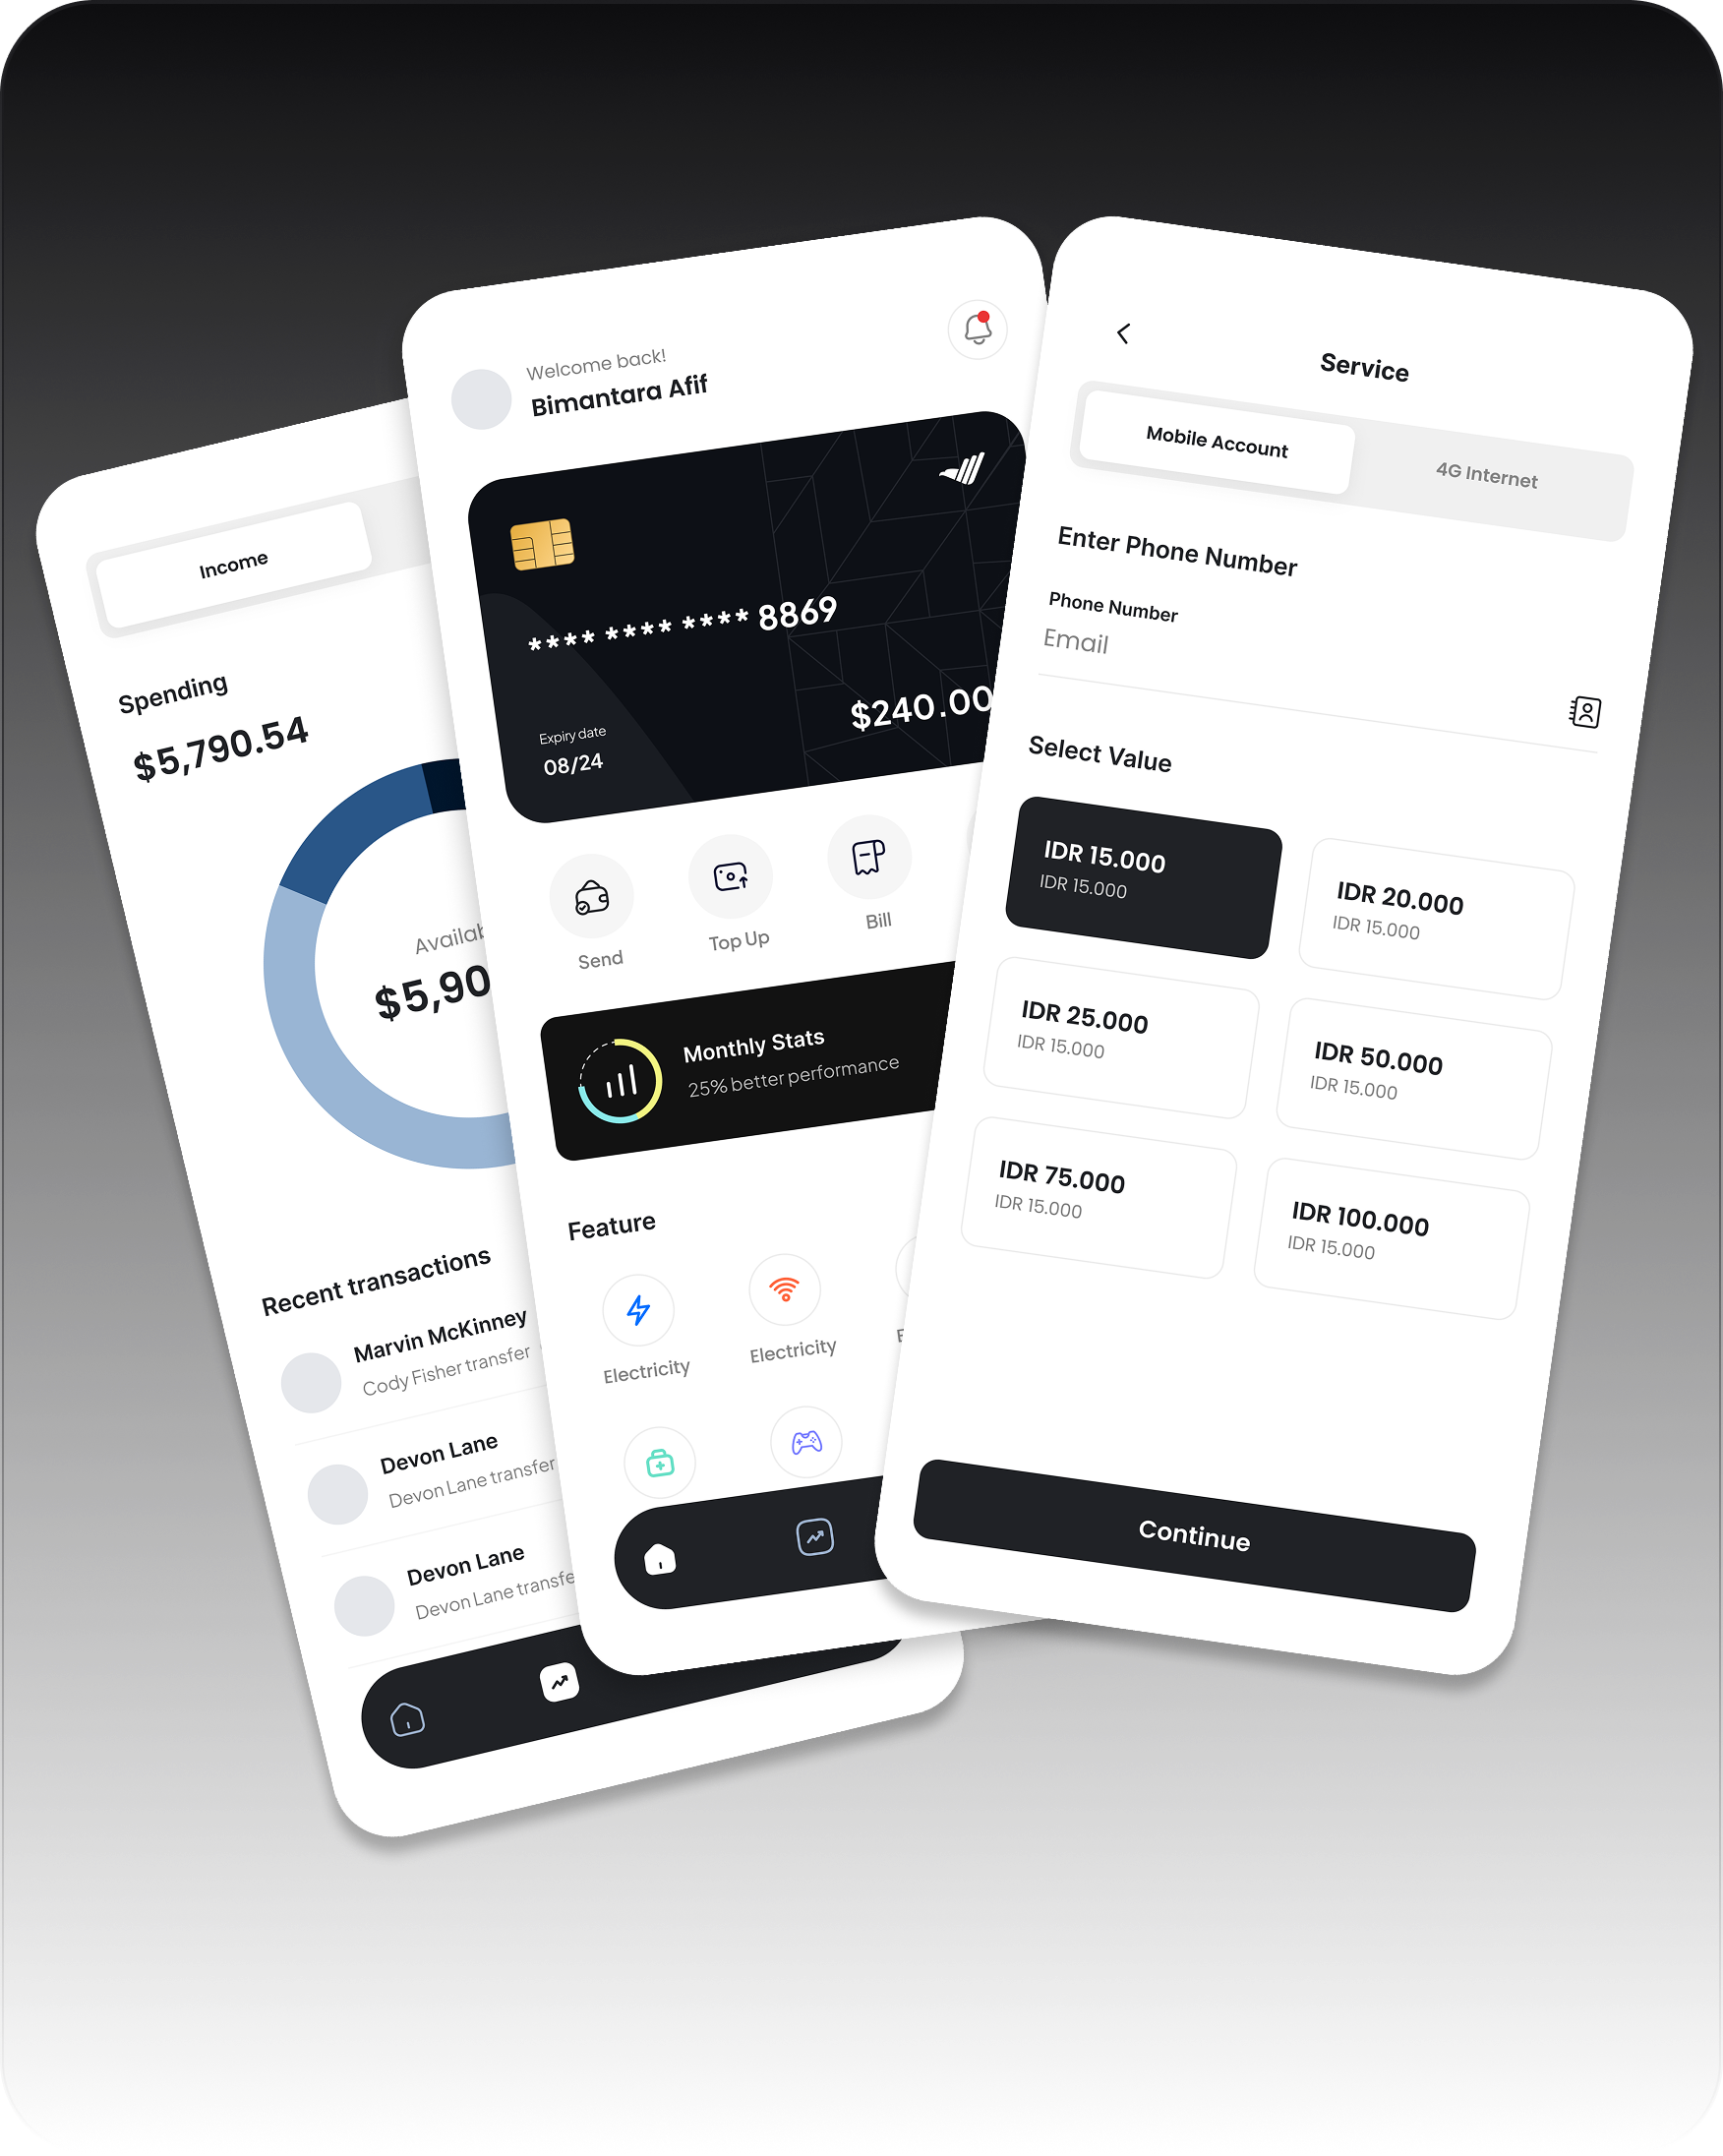 Income
Spending
$5,790.54
$5,90
Recent transactions
Marvin McKinney
Cody Fisher transfer
Devon Lane
Devon Lane transfer
Devon Lane
Devon Lane transfe
Welcome back!
Bimantara Afif
**** **** **** 8869
$240.00
Expiry date
08/24
Send
Top Up
Bill
Monthly Stats
25% better performance
Feature
Electricity
Electricity
Service
Mobile Account
4G Internet
Enter Phone Number
Phone Number
Email
Select Value
IDR 15.000
IDR 15.000
IDR 20.000
IDR 15.000
IDR 25.000
IDR 15.000
IDR 50.000
IDR 15.000
IDR 75.000
IDR 15.000
IDR 100.000
IDR 15.000
Continue